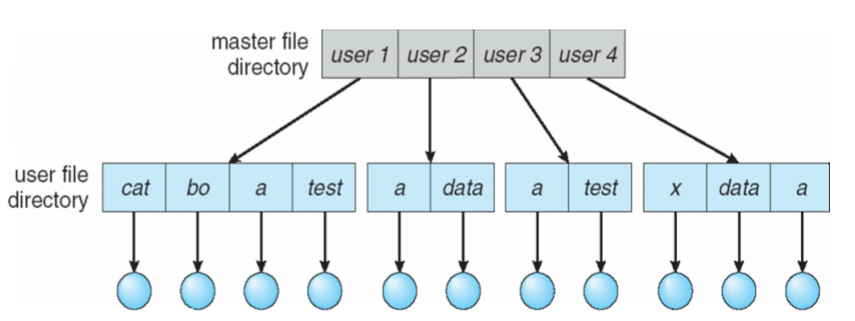 master file
directory
user 1 user 2 user 3 user 4
user file
directory
cat bo a test a data a test x data a